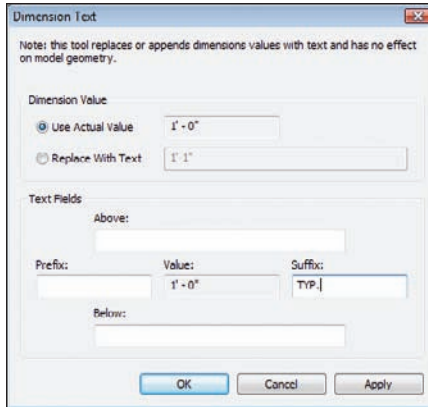 Dimension Text
Note: this tool replaces or appends dimensions values with text and has no effect
on model geometry.
Dimension Value
Use Actual Value
1' - 0"
Replace With Text
1' 1"
Text Fields
Above:
Prefix:
Value:
Suffix:
1' - 0"
TYP.
Below:
OK
Cancel
Apply